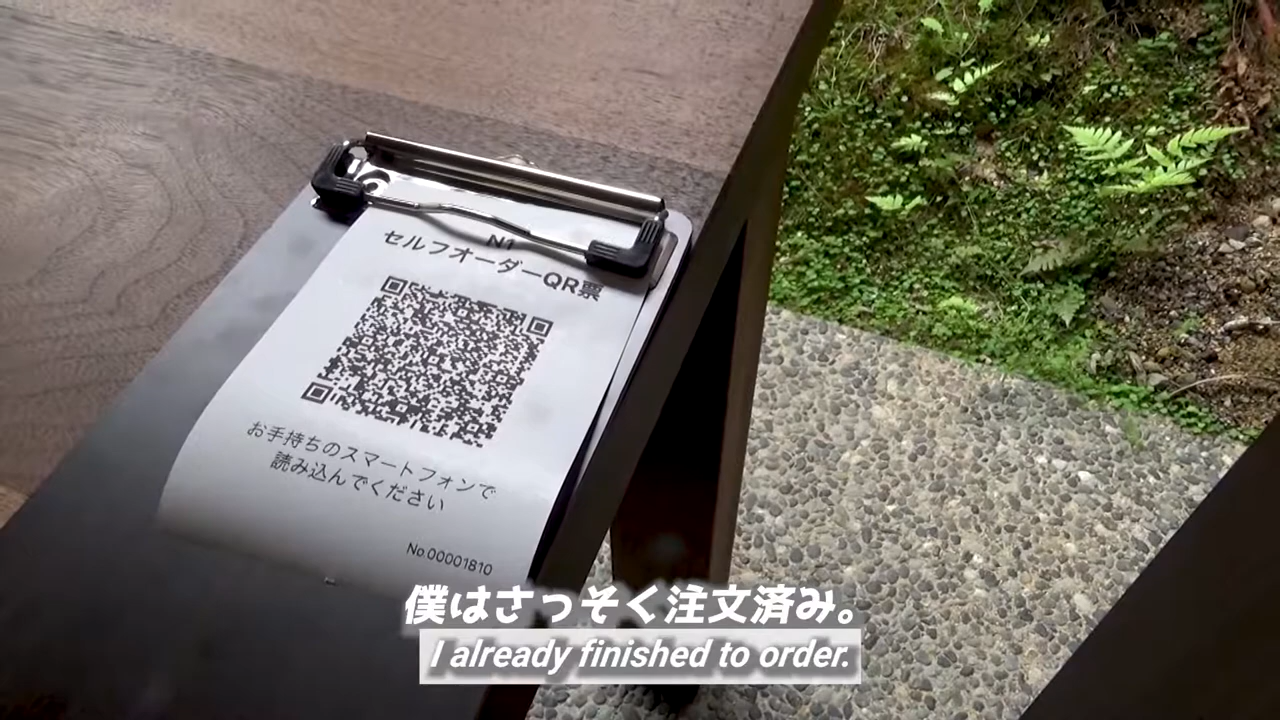 N1
セルフオーダーQR票
お手持ちのスマートフォンで
読み込んでください
No.00001810
僕はさっそく注文済み。
I already finished to order.